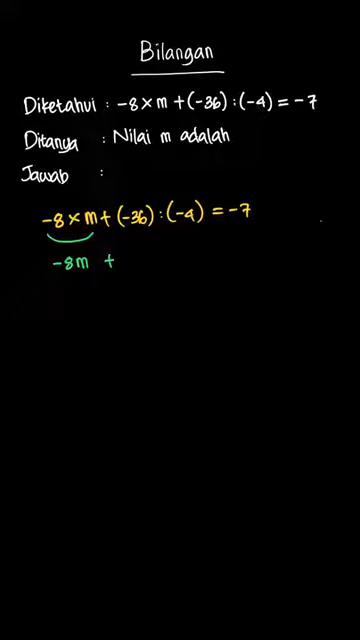 Bilangan
Diketahui : -8 × m + (-36) : (-4) = -7
Ditanya : Nilai m adalah
Jawab :
-8 × m + (-36) : (-4) = -7
-8m +